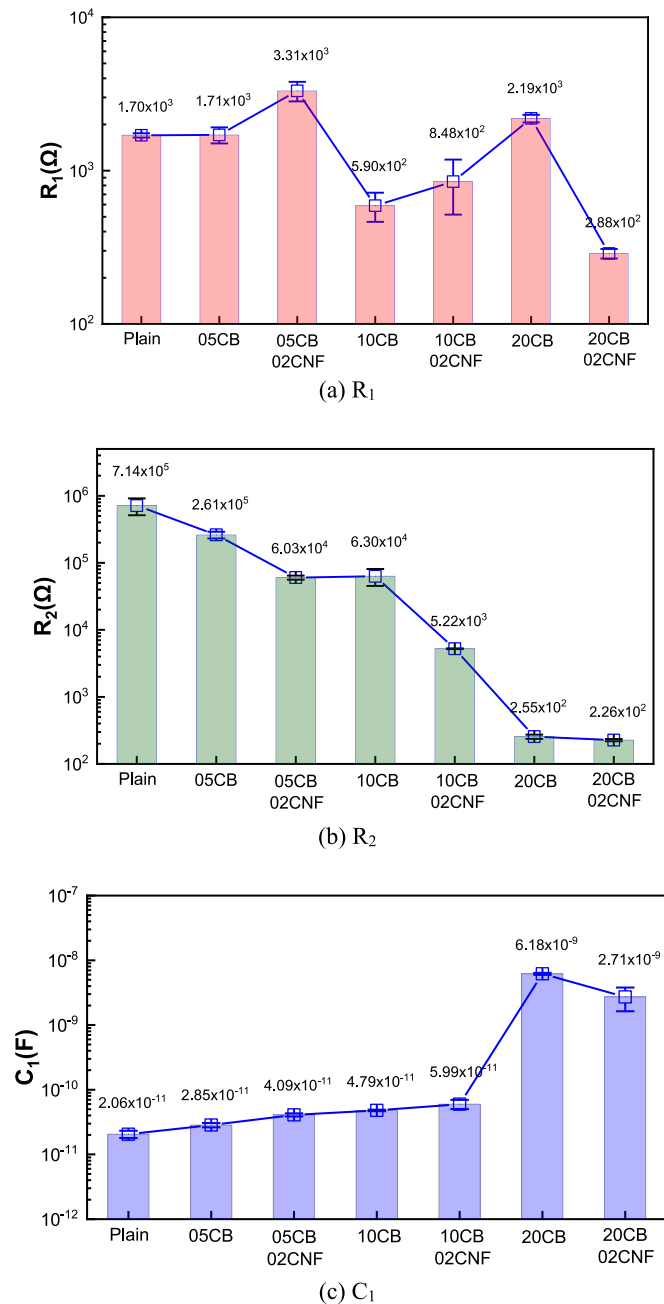 10⁴
3.31x10³
1.70x10³
1.71x10³
2.19x10³
8.48x10²
5.90x10²
2.88x10²
10³
10²
R₁(Ω)
Plain
05CB
05CB
02CNF
10CB
10CB
02CNF
20CB
20CB
02CNF
(a) R₁
7.14x10⁵
2.61x10⁵
6.03x10⁴
6.30x10⁴
5.22x10³
2.55x10²
2.26x10²
10⁶
10⁵
10⁴
10³
10²
R₂(Ω)
Plain
05CB
05CB
02CNF
10CB
10CB
02CNF
20CB
20CB
02CNF
(b) R₂
10⁻⁷
10⁻⁸
10⁻⁹
10⁻¹⁰
10⁻¹¹
10⁻¹²
C₁(F)
2.06x10⁻¹¹
2.85x10⁻¹¹
4.09x10⁻¹¹
4.79x10⁻¹¹
5.99x10⁻¹¹
6.18x10⁻⁹
2.71x10⁻⁹
Plain
05CB
05CB
02CNF
10CB
10CB
02CNF
20CB
20CB
02CNF
(c) C₁